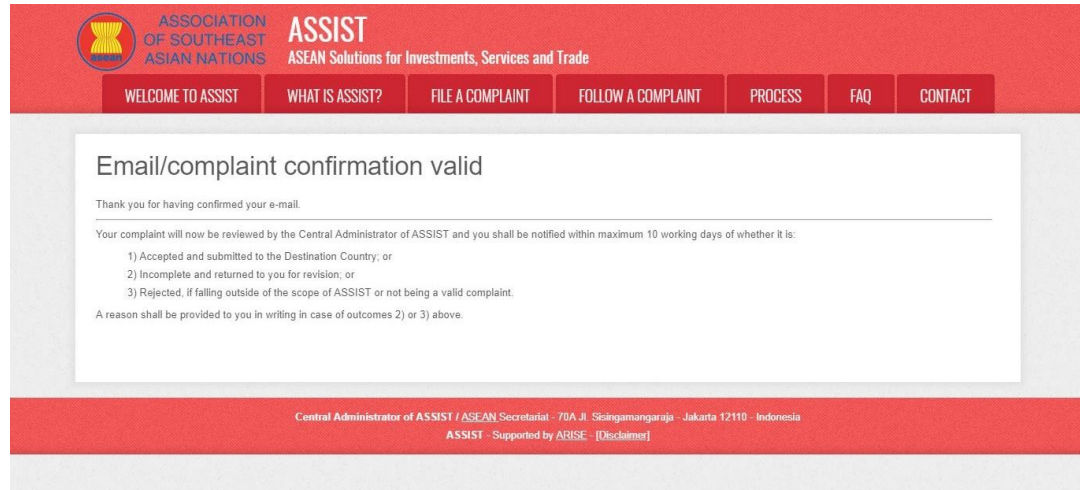 ASSOCIATION
OF SOUTHEAST
ASIAN NATIONS
asean
ASSIST
ASEAN Solutions for Investments, Services and Trade
WELCOME TO ASSIST WHAT IS ASSIST? FILE A COMPLAINT FOLLOW A COMPLAINT PROCESS FAQ CONTACT
Email/complaint confirmation valid
Thank you for having confirmed your e-mail.
Your complaint will now be reviewed by the Central Administrator of ASSIST and you shall be notified within maximum 10 working days of whether it is:
1) Accepted and submitted to the Destination Country; or
2) Incomplete and returned to you for revision; or
3) Rejected, if falling outside of the scope of ASSIST or not being a valid complaint.
A reason shall be provided to you in writing in case of outcomes 2) or 3) above.
Central Administrator of ASSIST / ASEAN Secretariat - 70A Jl. Sisingamangaraja - Jakarta 12110 - Indonesia
ASSIST - Supported by ARISE - [Disclaimer]